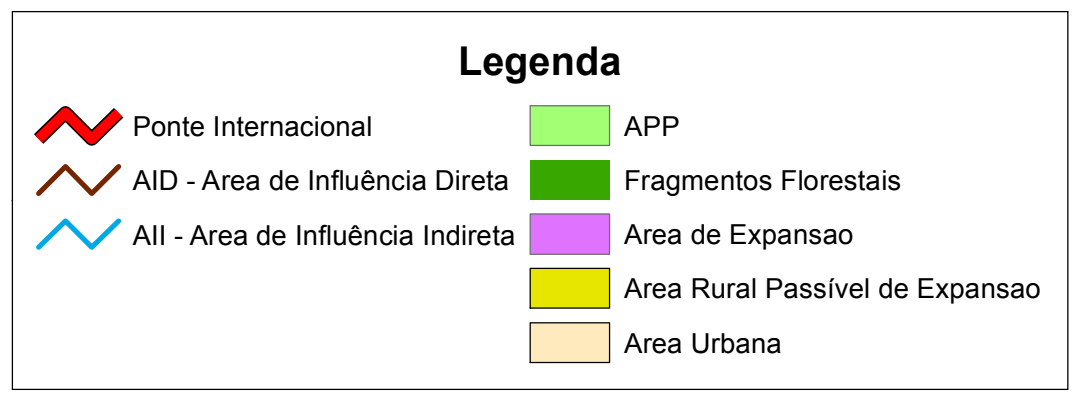 Legenda
Ponte Internacional
AID - Area de Influência Direta
AII - Area de Influência Indireta
APP
Fragmentos Florestais
Area de Expansao
Area Rural Passível de Expansao
Area Urbana